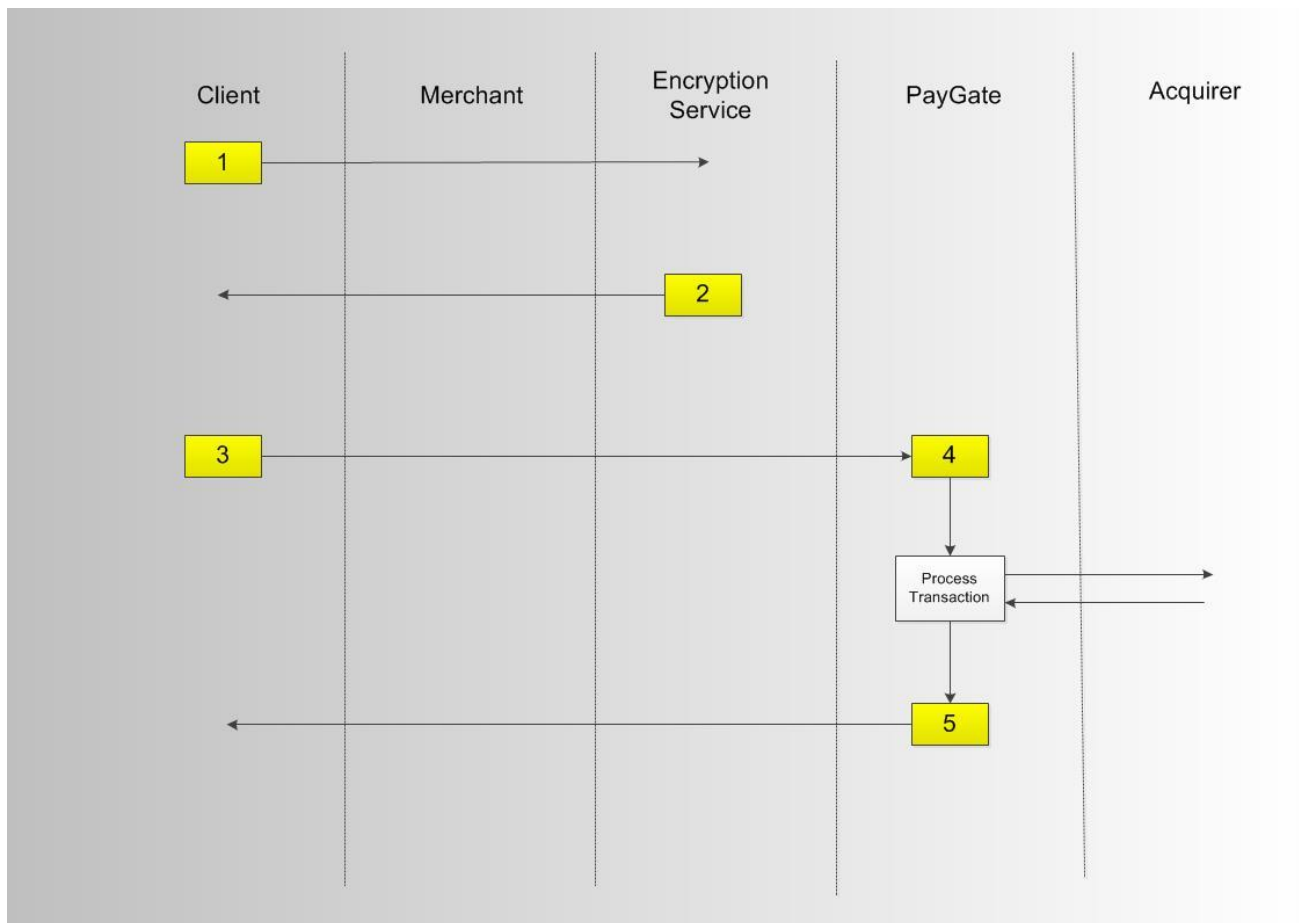 Client
Merchant
Encryption
Service
PayGate
Acquirer
1
2
3
4
Process
Transaction
5